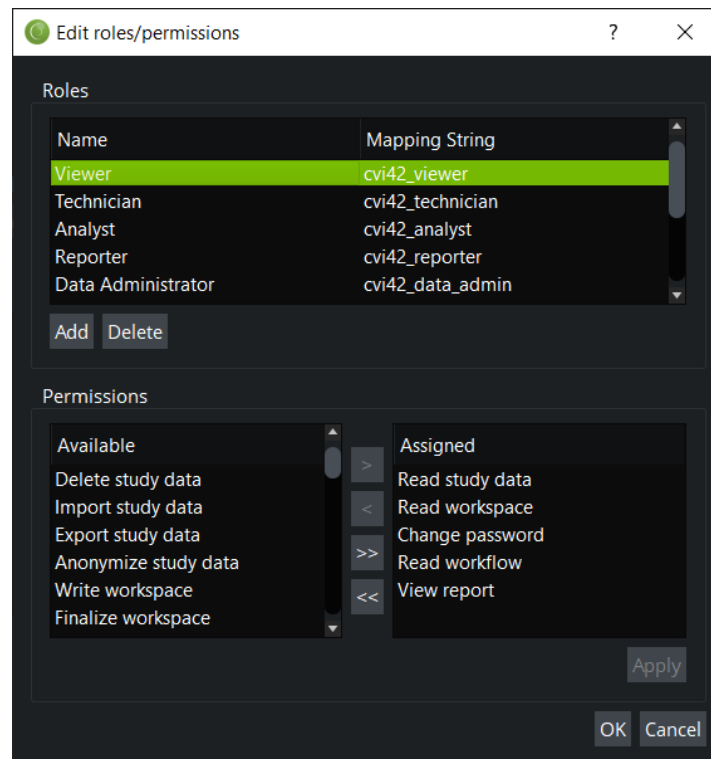 Edit roles/permissions ? ×
Roles
Name Mapping String
Viewer cvi42_viewer
Technician cvi42_technician
Analyst cvi42_analyst
Reporter cvi42_reporter
Data Administrator cvi42_data_admin
Add Delete
Permissions
Available
Delete study data
Import study data
Export study data
Anonymize study data
Write workspace
Finalize workspace
>
<
>>
<<
Assigned
Read study data
Read workspace
Change password
Read workflow
View report
Apply
OK Cancel